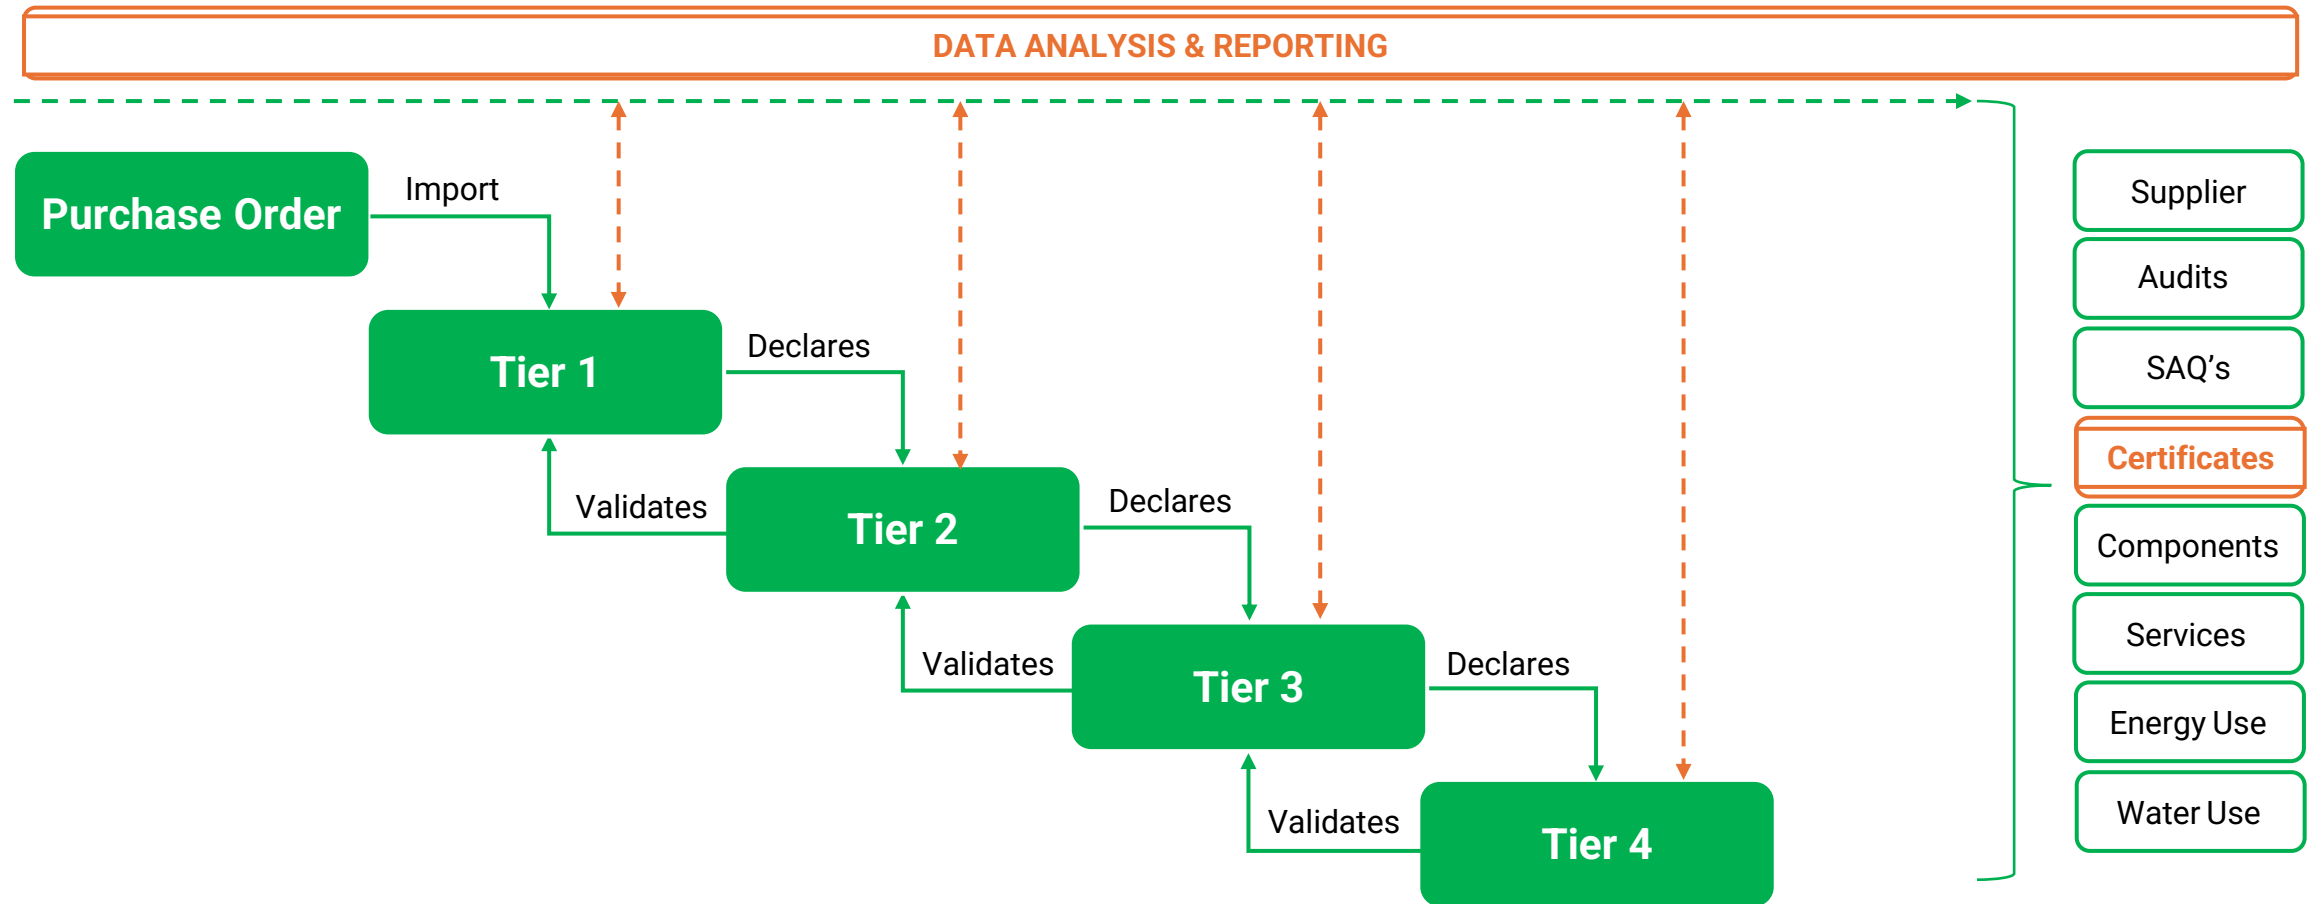 DATA ANALYSIS & REPORTING
Purchase Order
Import
Tier 1
Declares
Validates
Tier 2
Declares
Validates
Tier 3
Declares
Validates
Tier 4
Supplier
Audits
SAQ’s
Certificates
Components
Services
Energy Use
Water Use